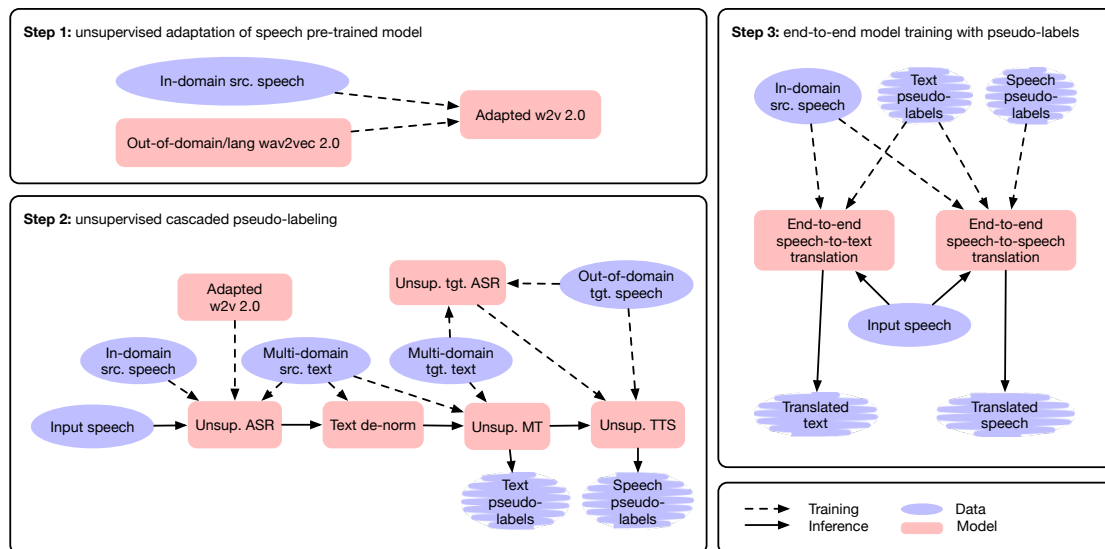 Step 1: unsupervised adaptation of speech pre-trained model
In-domain src. speech
Adapted w2v 2.0
Out-of-domain/lang wav2vec 2.0
Step 2: unsupervised cascaded pseudo-labeling
Adapted
w2v 2.0
Unsup. tgt. ASR
Out-of-domain
tgt. speech
In-domain
src. speech
Multi-domain
src. text
Multi-domain
tgt. text
Input speech
Unsup. ASR
Text de-norm
Unsup. MT
Unsup. TTS
Text
pseudo-
labels
Speech
pseudo-
labels
Step 3: end-to-end model training with pseudo-labels
In-domain
src. speech
Text
pseudo-
labels
Speech
pseudo-
labels
End-to-end
speech-to-text
translation
End-to-end
speech-to-speech
translation
Input speech
Translated
text
Translated
speech
Training
Inference
Data
Model